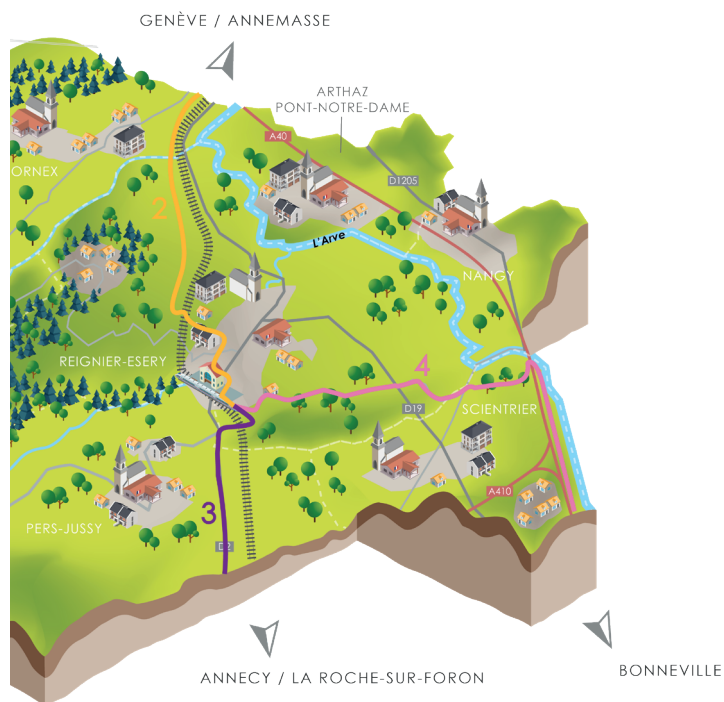 GENÈVE / ANNEMASSE
ARTHAZ
PONT-NOTRE-DAME
A40
ORNEX
D1205
2
L'Arve
NANGY
REIGNIER-ESERY
4
D19
SCIENTRIER
A410
3
PERS-JUSSY
D2
ANNECY / LA ROCHE-SUR-FORON
BONNEVILLE